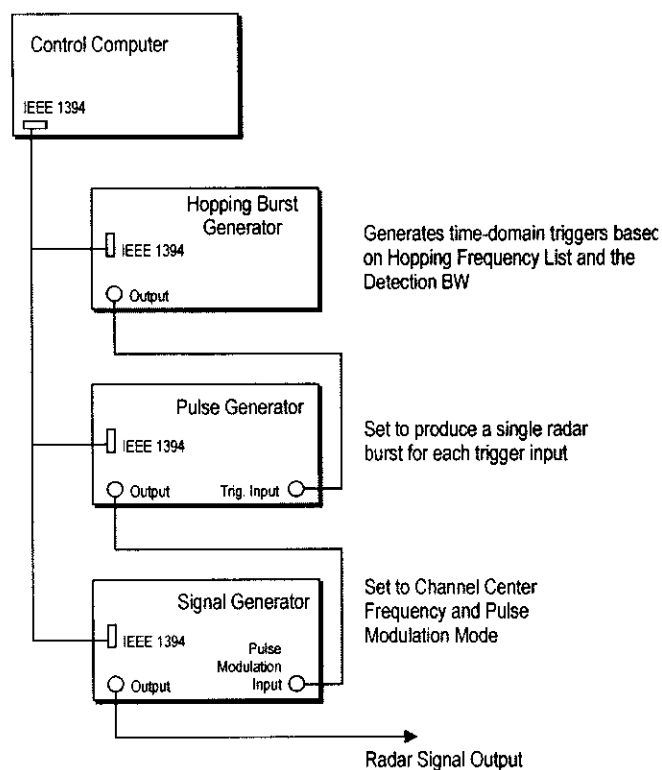 Control Computer
IEEE 1394
Hopping Burst
Generator
IEEE 1394
Output
Generates time-domain triggers based
on Hopping Frequency List and the
Detection BW
Pulse Generator
IEEE 1394
Output
Trig. Input
Set to produce a single radar
burst for each trigger input
Signal Generator
IEEE 1394
Pulse
Modulation
Input
Output
Set to Channel Center
Frequency and Pulse
Modulation Mode
Radar Signal Output